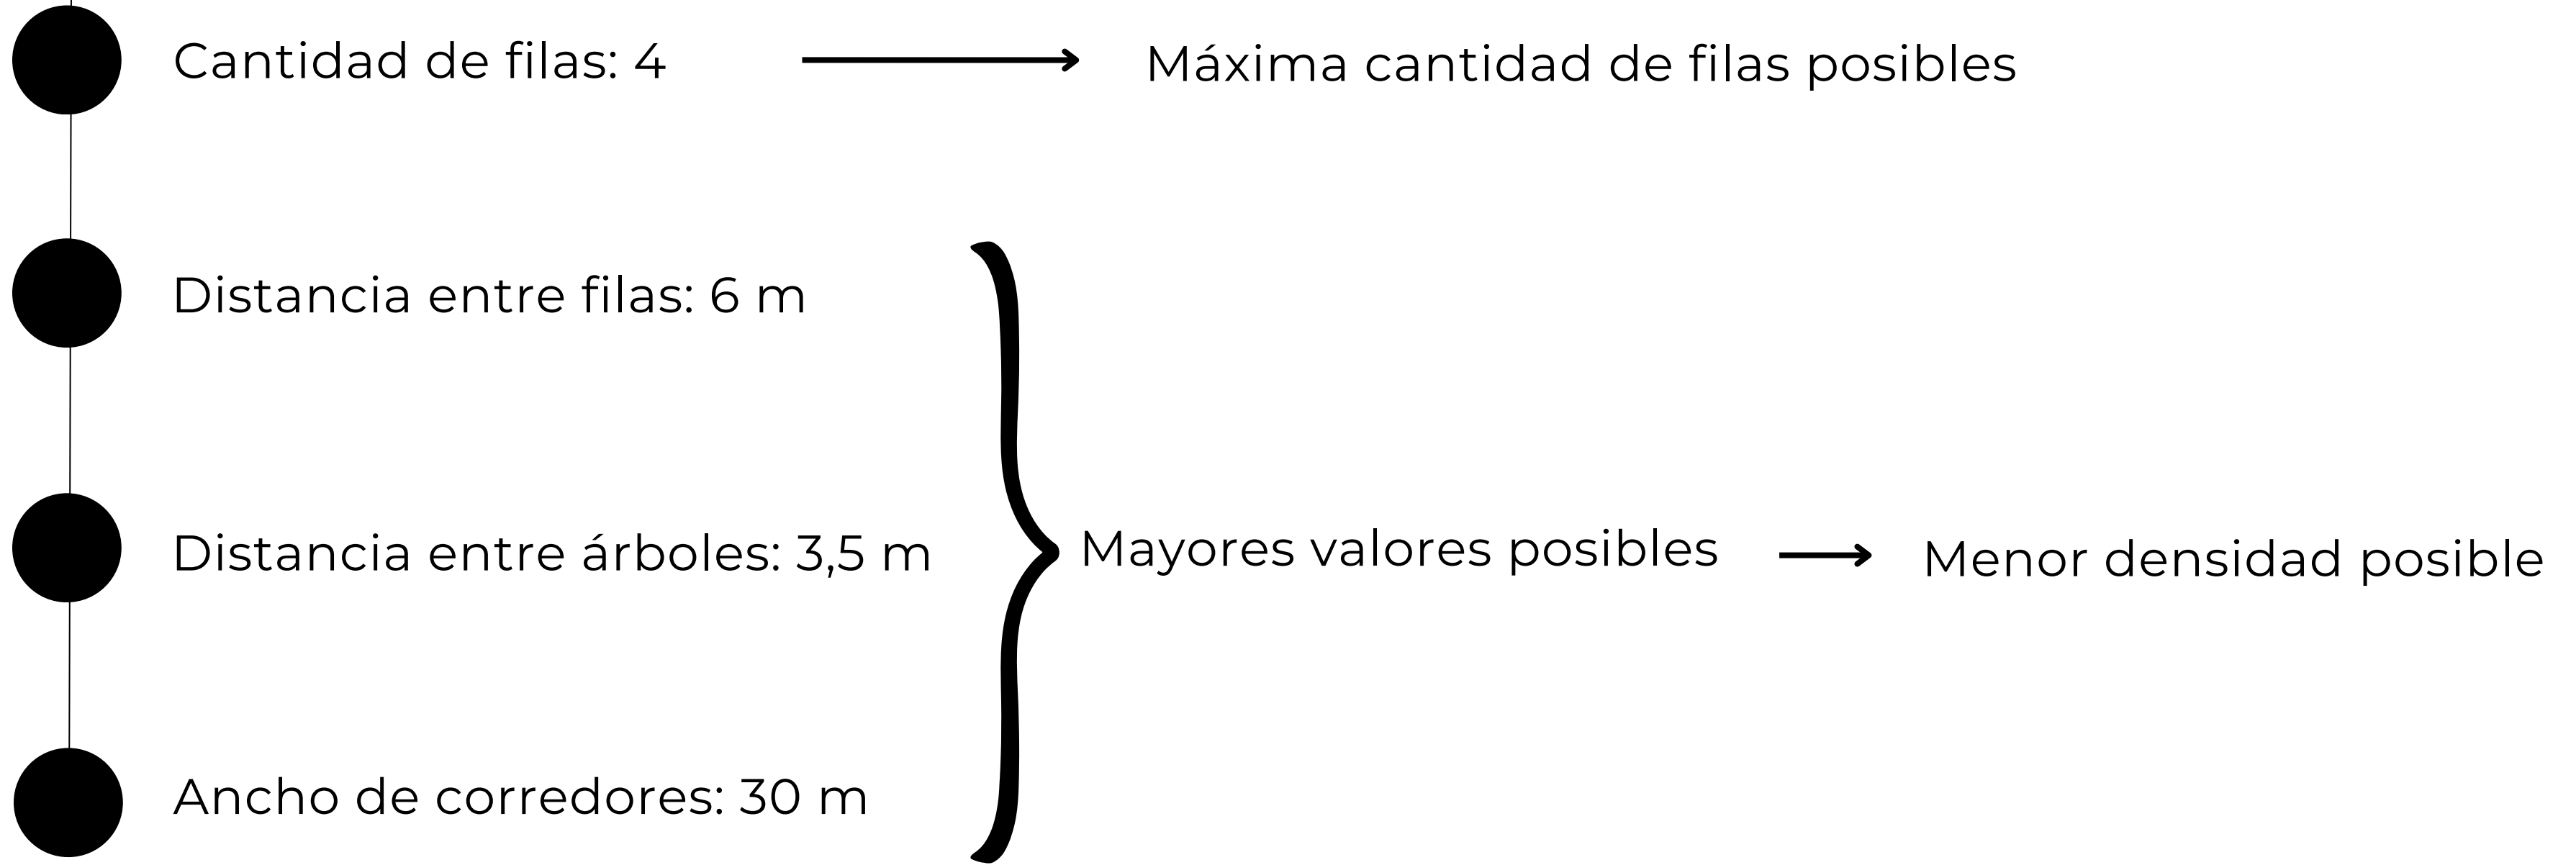 Cantidad de filas: 4
Máxima cantidad de filas posibles
Distancia entre filas: 6 m
Distancia entre árboles: 3,5 m
Mayores valores posibles
Menor densidad posible
Ancho de corredores: 30 m